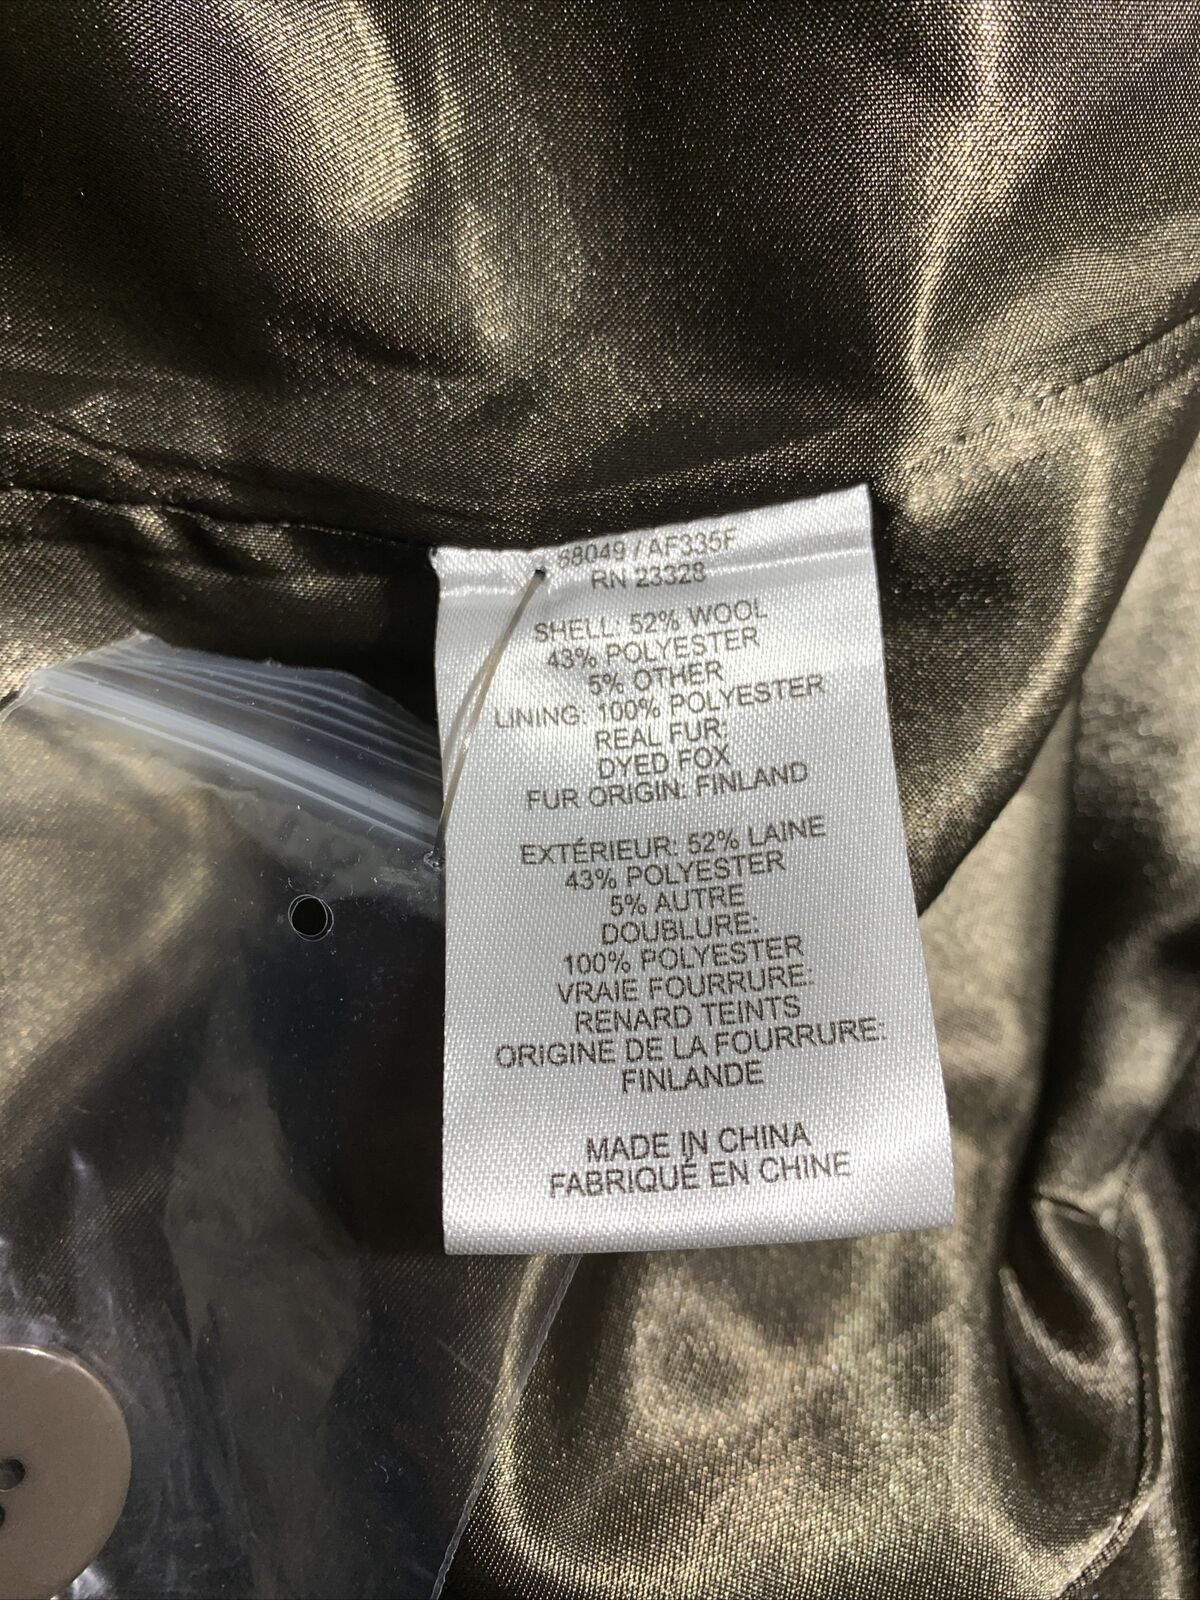 68049 / AF335F
RN 23328
SHELL: 52% WOOL
43% POLYESTER
5% OTHER
LINING: 100% POLYESTER
REAL FUR:
DYED FOX
FUR ORIGIN: FINLAND
EXTÉRIEUR: 52% LAINE
43% POLYESTER
5% AUTRE
DOUBLURE:
100% POLYESTER
VRAIE FOURRURE:
RENARD TEINTS
ORIGINE DE LA FOURRURE:
FINLANDE
MADE IN CHINA
FABRIQUÉ EN CHINE